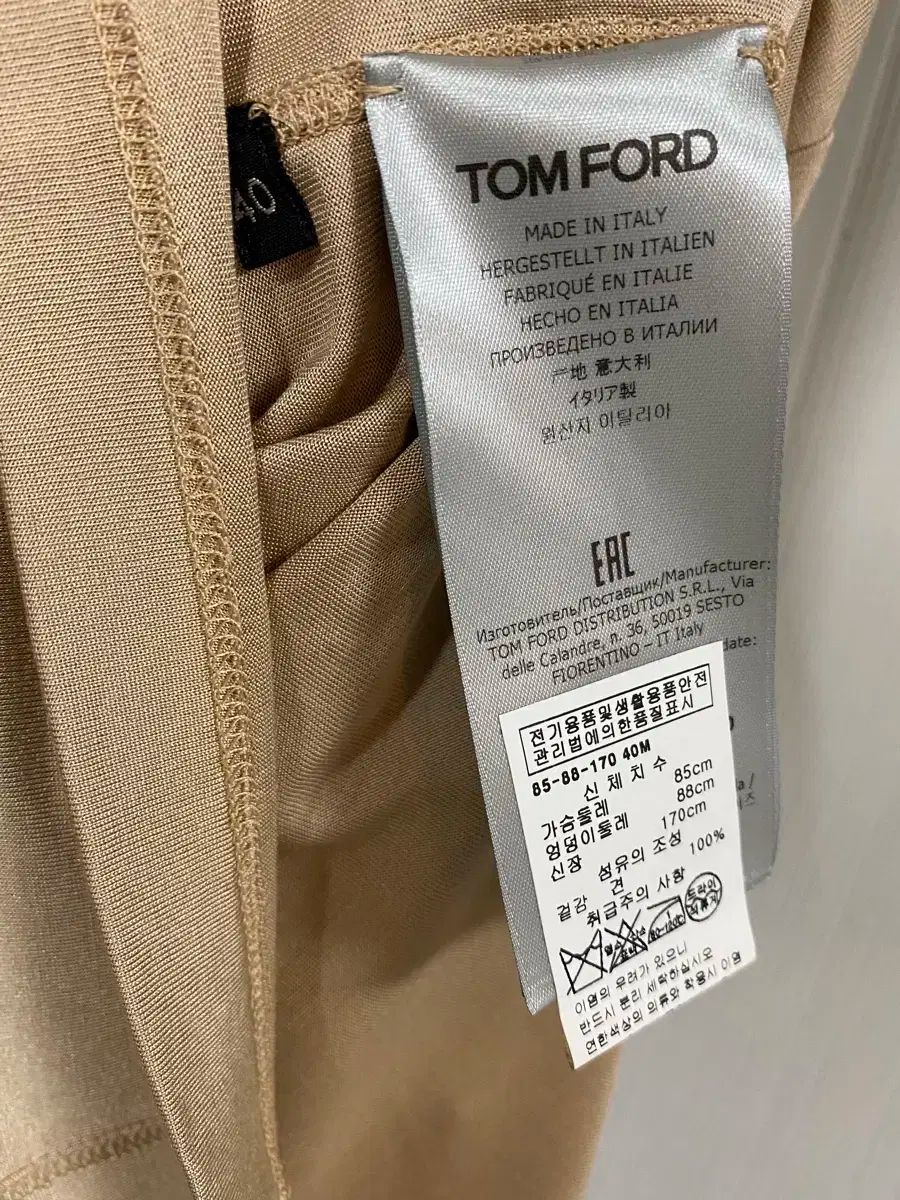 40
TOM FORD
MADE IN ITALY
HERGESTELLT IN ITALIEN
FABRIQUÉ EN ITALIE
HECHO EN ITALIA
ПРОИЗВЕДЕНО В ИТАЛИИ
产地 意大利
イタリア製
원산지 이탈리아
EAC
Изготовитель/Поставщик/Manufacturer:
TOM FORD DISTRIBUTION S.R.L., Via
delle Calandre, n. 36, 50019 SESTO
FIORENTINO – IT Italy
date:
전기용품및생활용품안전
관리법에의한품질표시
85-88-170 40M
신 체 치 수
가슴둘레 85cm
엉덩이둘레 88cm
신장 170cm
섬유의 조성
겉감 견 100%
취급주의 사항
드라이
석유계
이염의 우려가 있으니
반드시 분리 세탁하십시오
연한색상의 의류와 착용시 이염